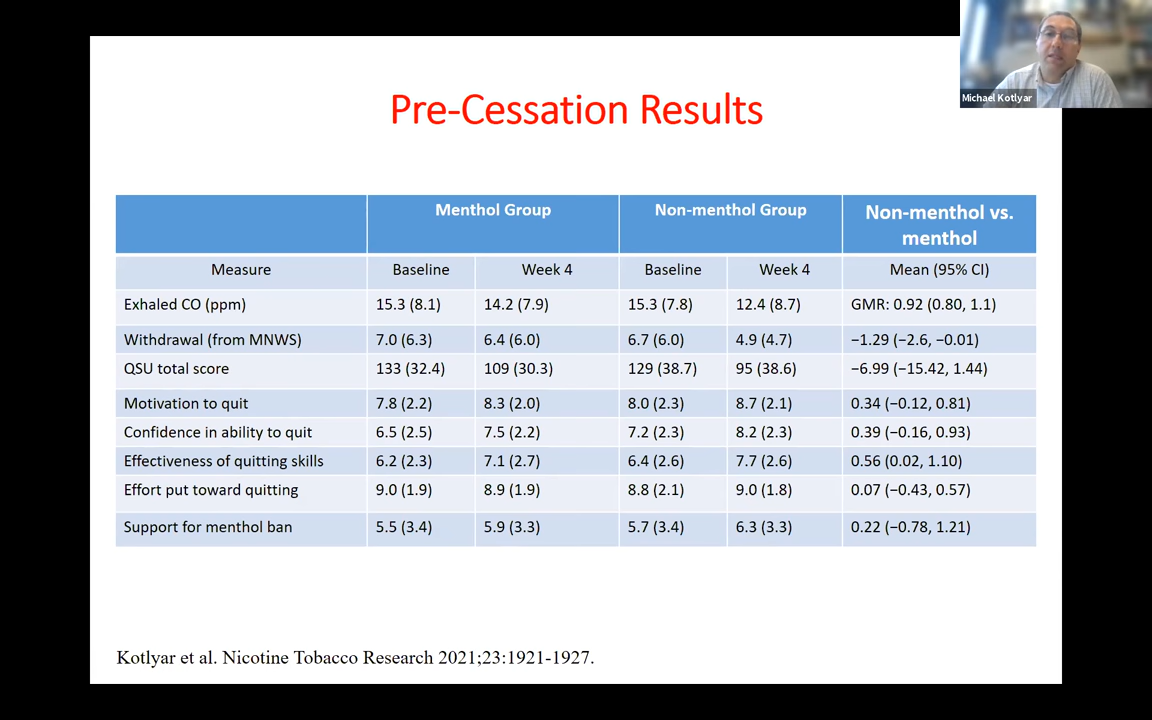 Michael Kotlyar
Pre-Cessation Results
Menthol Group Non-menthol Group Non-menthol vs.
menthol
Measure Baseline Week 4 Baseline Week 4 Mean (95% CI)
Exhaled CO (ppm) 15.3 (8.1) 14.2 (7.9) 15.3 (7.8) 12.4 (8.7) GMR: 0.92 (0.80, 1.1)
Withdrawal (from MNWS) 7.0 (6.3) 6.4 (6.0) 6.7 (6.0) 4.9 (4.7) −1.29 (−2.6, −0.01)
QSU total score 133 (32.4) 109 (30.3) 129 (38.7) 95 (38.6) −6.99 (−15.42, 1.44)
Motivation to quit 7.8 (2.2) 8.3 (2.0) 8.0 (2.3) 8.7 (2.1) 0.34 (−0.12, 0.81)
Confidence in ability to quit 6.5 (2.5) 7.5 (2.2) 7.2 (2.3) 8.2 (2.3) 0.39 (−0.16, 0.93)
Effectiveness of quitting skills 6.2 (2.3) 7.1 (2.7) 6.4 (2.6) 7.7 (2.6) 0.56 (0.02, 1.10)
Effort put toward quitting 9.0 (1.9) 8.9 (1.9) 8.8 (2.1) 9.0 (1.8) 0.07 (−0.43, 0.57)
Support for menthol ban 5.5 (3.4) 5.9 (3.3) 5.7 (3.4) 6.3 (3.3) 0.22 (−0.78, 1.21)
Kotlyar et al. Nicotine Tobacco Research 2021;23:1921-1927.